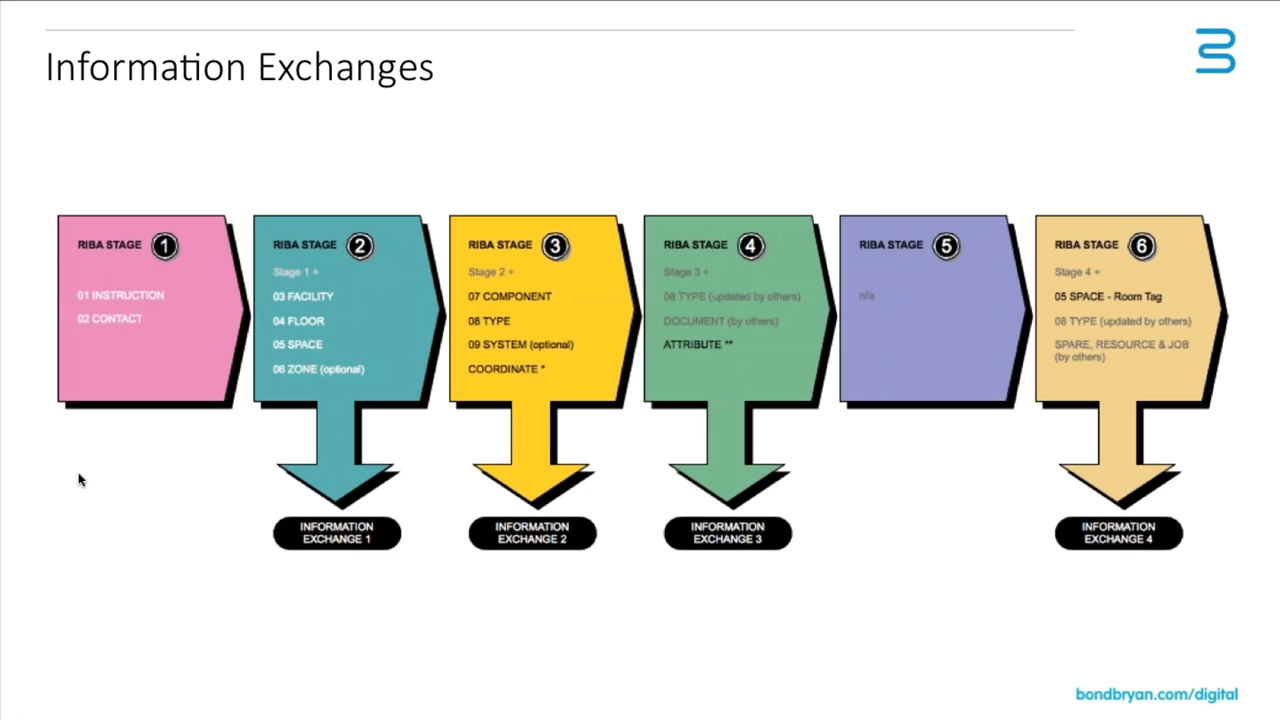 Information Exchanges
RIBA STAGE 1
01 INSTRUCTION
02 CONTACT
RIBA STAGE 2
Stage 1 +
03 FACILITY
04 FLOOR
05 SPACE
06 ZONE (optional)
INFORMATION
EXCHANGE 1
RIBA STAGE 3
Stage 2 +
07 COMPONENT
08 TYPE
09 SYSTEM (optional)
COORDINATE *
INFORMATION
EXCHANGE 2
RIBA STAGE 4
Stage 3 +
08 TYPE (updated by others)
DOCUMENT (by others)
ATTRIBUTE **
INFORMATION
EXCHANGE 3
RIBA STAGE 5
n/a
RIBA STAGE 6
Stage 4 +
05 SPACE - Room Tag
08 TYPE (updated by others)
SPARE, RESOURCE & JOB
(by others)
INFORMATION
EXCHANGE 4
bondbryan.com/digital